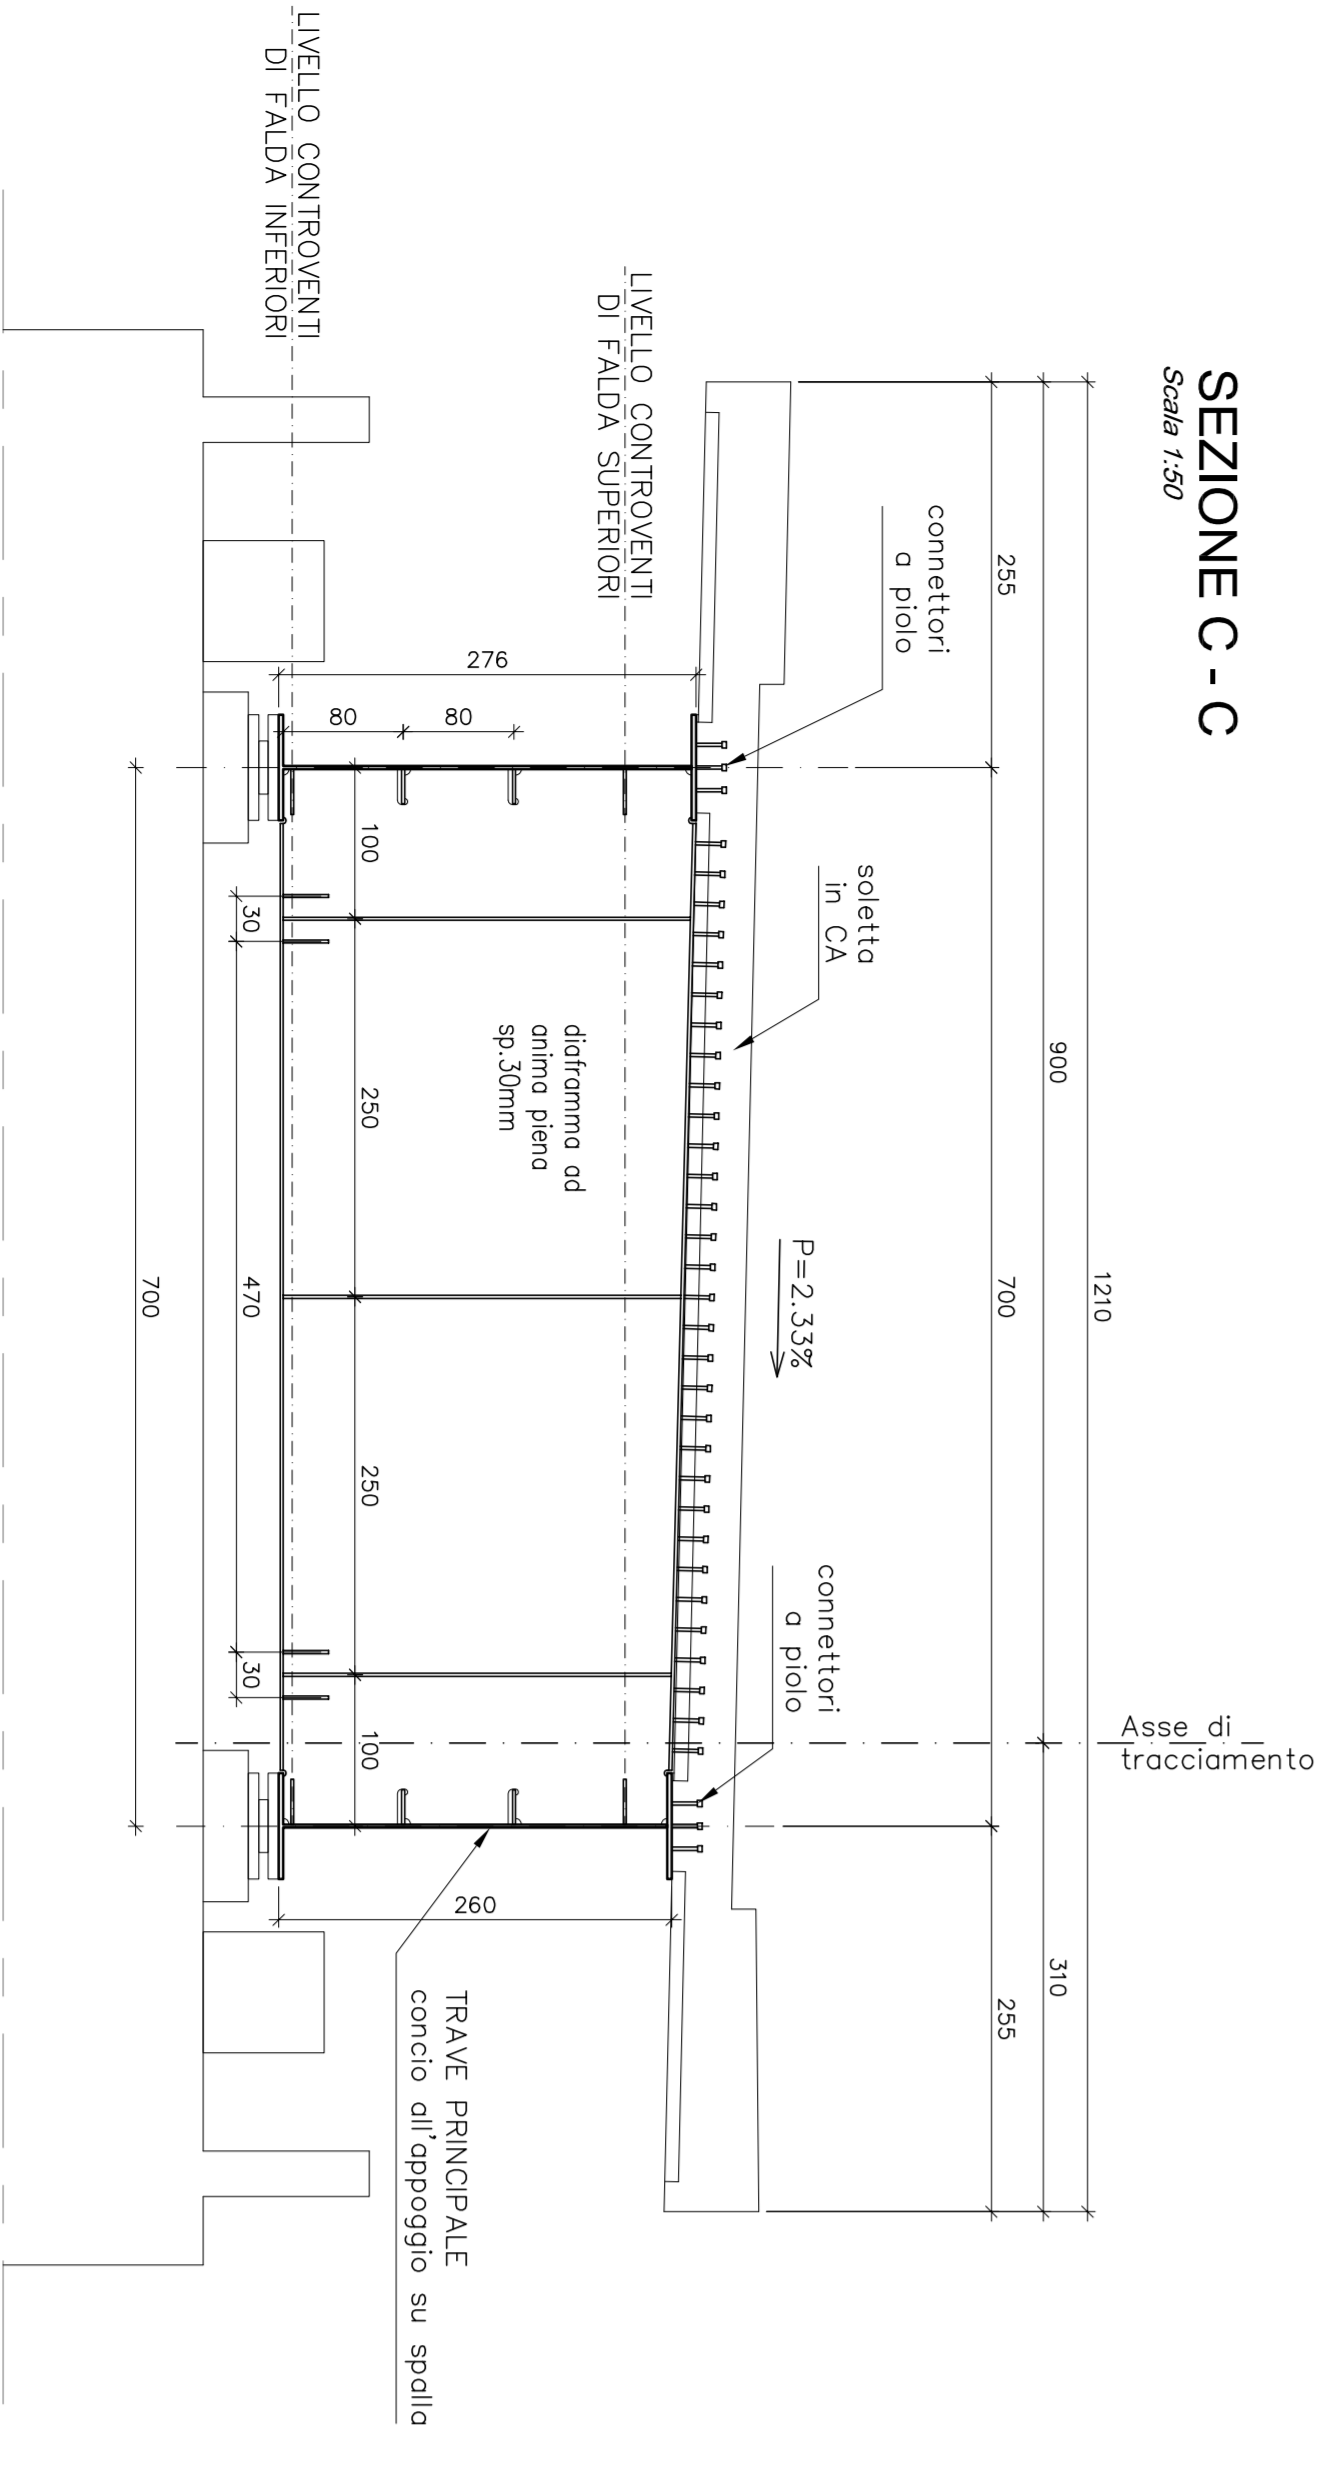 SEZIONE C - C
Scala 1:50
1210
900
310
255
700
255
Asse di
tracciamento
connettori
a piolo
soletta
in CA
P=2.33%
connettori
a piolo
LIVELLO CONTROVENTI
DI FALDA SUPERIORI
276
80
80
diaframma ad
anima piena
sp.30mm
260
TRAVE PRINCIPALE
concio all'appoggio su spalla
100
250
250
100
LIVELLO CONTROVENTI
DI FALDA INFERIORI
30
470
30
700